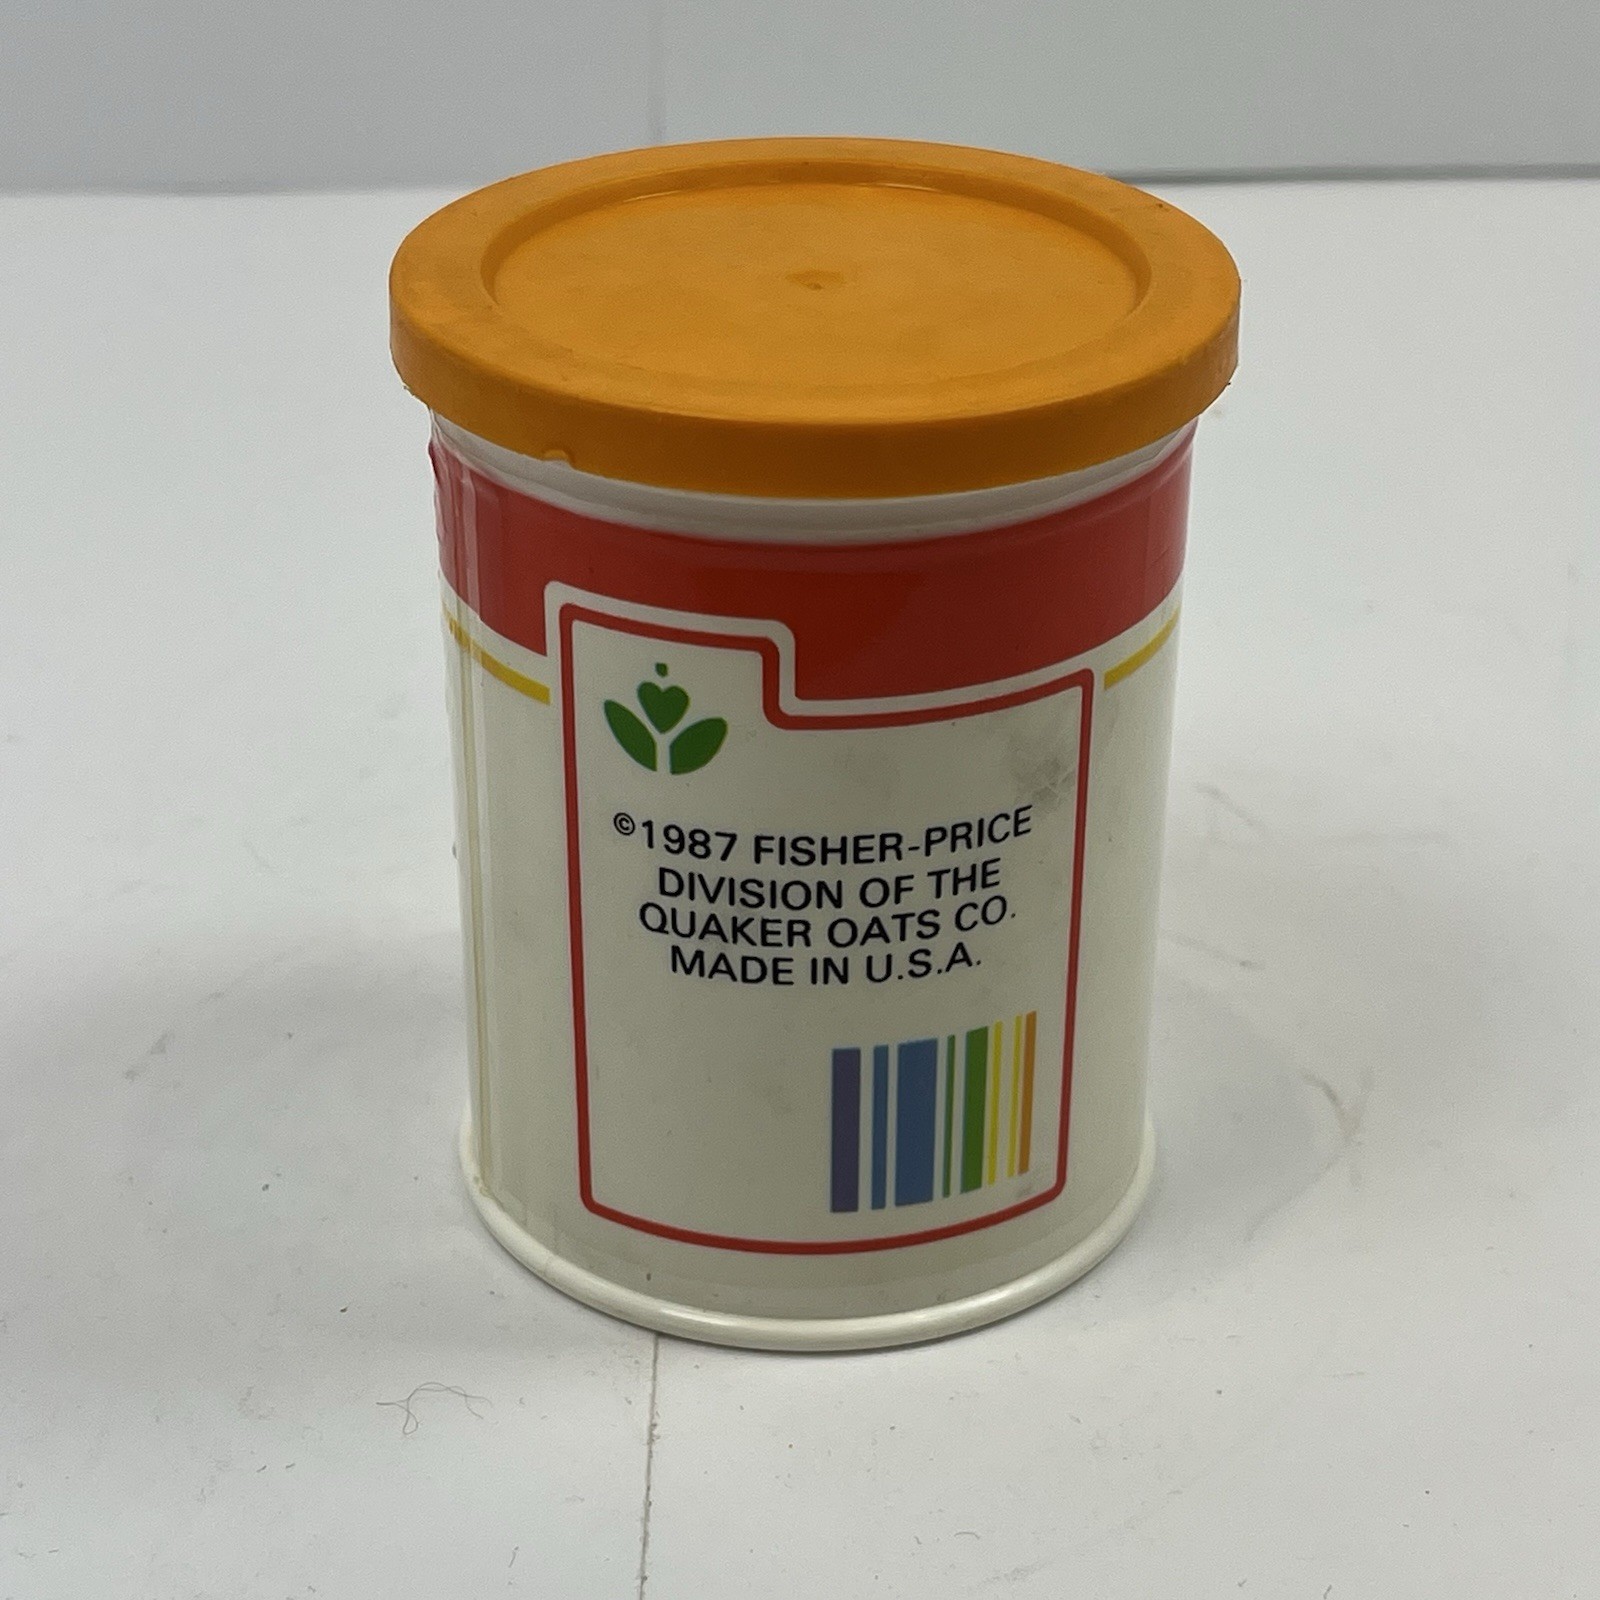 ©1987 FISHER-PRICE
DIVISION OF THE
QUAKER OATS CO.
MADE IN U.S.A.